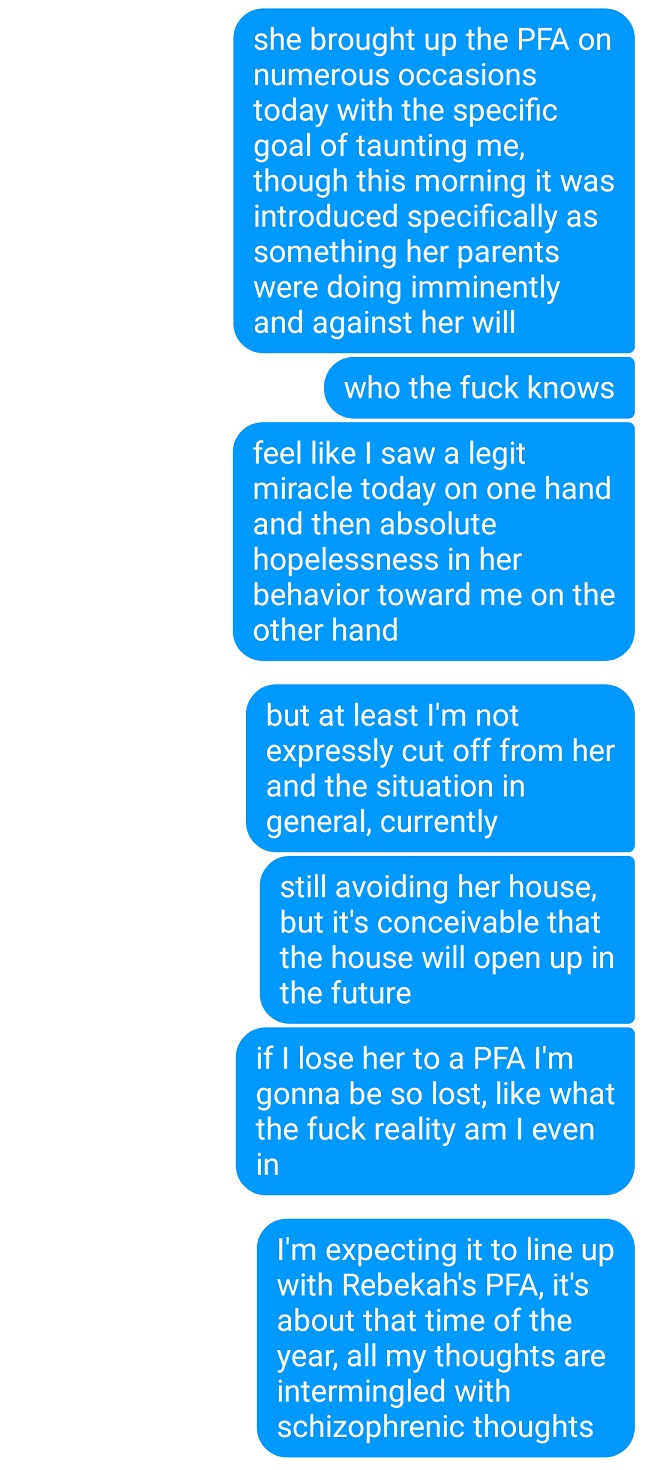 she brought up the PFA on
numerous occasions
today with the specific
goal of taunting me,
though this morning it was
introduced specifically as
something her parents
were doing imminently
and against her will
who the fuck knows
feel like I saw a legit
miracle today on one hand
and then absolute
hopelessness in her
behavior toward me on the
other hand
but at least I'm not
expressly cut off from her
and the situation in
general, currently
still avoiding her house,
but it's conceivable that
the house will open up in
the future
if I lose her to a PFA I'm
gonna be so lost, like what
the fuck reality am I even
in
I'm expecting it to line up
with Rebekah's PFA, it's
about that time of the
year, all my thoughts are
intermingled with
schizophrenic thoughts